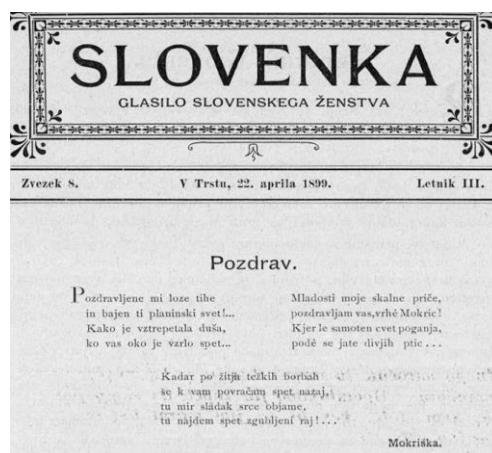 SLOVENKA
GLASILO SLOVENSKEGA ŽENSTVA
Zvezek 8. V Trstu, 22. aprila 1899. Letnik III.
Pozdrav.
Pozdravljene mi loze tihe
in bajen ti planinski svet!...
Kako je vztrepetala duša,
ko vas oko je vzrlo spet...
Mladosti moje skalne priče,
pozdravljam vas, vrhé Mokric!
Kjer le samoten cvet poganja,
podé se jate divjih ptic...
Kadar po žitja težkih borbah
še k vam povračam spet nazaj,
tu mir sládak srce objame,
tu najdem spet zgubljeni raj!...
Mokriška.